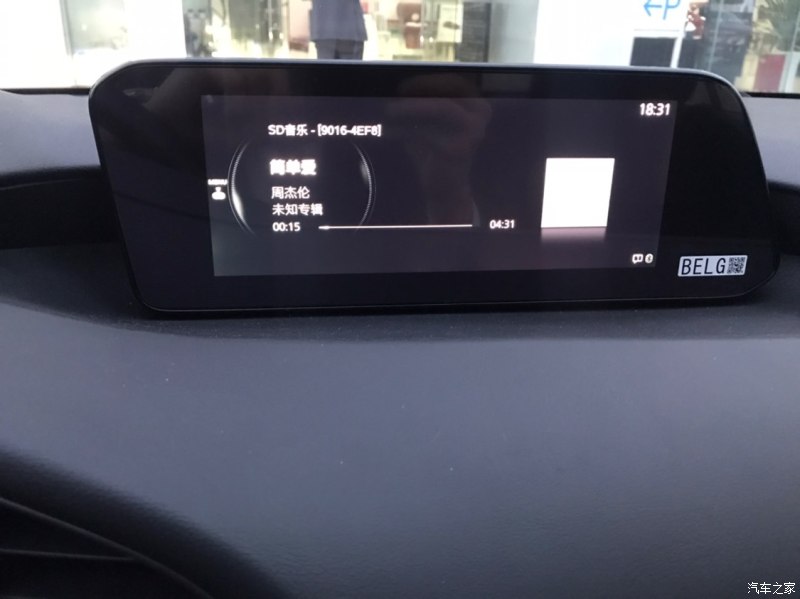 P
18:31
SD音乐 - [9016-4EF8]
简单爱
MENU
周杰伦
未知专辑
00:15
04:31
BELG
汽车之家